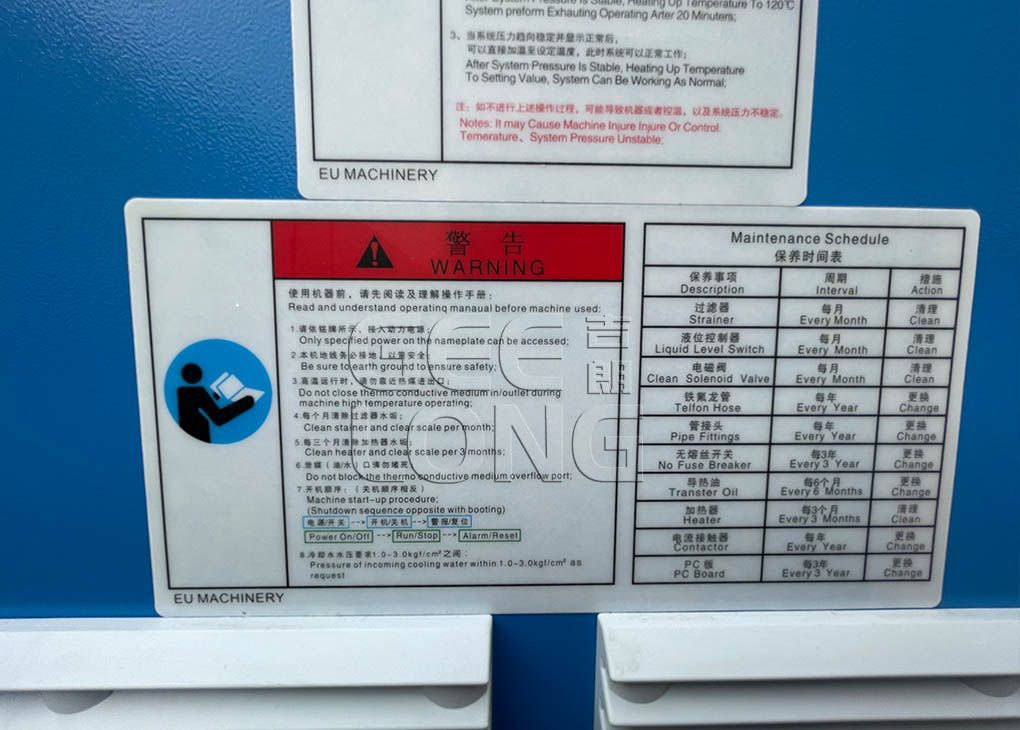 After System Pressure Is Stable, Heating Up Temperature To 120℃
System preform Exhauting Operating Arter 20 Minuters;
3、当系统压力趋向稳定并显示正常后，
可以直接加温至设定温度，此时系统可以正常工作；
After System Pressure Is Stable, Heating Up Temperature
To Setting Value, System Can Be Working As Normal;
注：如不进行上述操作过程，可能导致机器或者控温，以及系统压力不稳定。
Notes: It may Cause Machine Injure Injure Or Control.
Temerature、System Pressure Unstable;
EU MACHINERY
警告
WARNING
使用机器前、请先阅读及理解操作手册：
Read and understand operating manaual before machine used:
1.请依铭牌所示、接入动力电源：
Only specified power on the nameplate can be accessed;
2.本机地线务必接地，以策安全：
Be sure to earth ground to ensure safety;
3.高温运行时、请勿靠近热煤进出口：
Do not close thermo conductive medium in/outlet during
machine high temperature operating;
4.每个月清除过滤器水垢：
Clean stainer and clear scale per month;
5.每三个月清除加热器水垢：
Clean heater and clear scale per 3 months;
6.泄煤（油/水）口请勿堵死：
Do not block the thermo conductive medium overflow port;
7.开机顺序：（关机顺序相反）
Machine start-up procedure;
(Shutdown sequence opposite with booting)
电源/开关 --> 开机/关机 --> 警报/复位
Power On/Off --> Run/Stop --> Alarm/Reset
8.冷却水水压要求1.0~3.0kgf/cm²之间：
Pressure of incoming cooling water within 1.0~3.0kgf/cm² as
request
EU MACHINERY
Maintenance Schedule
保养时间表
保养事项 周期 措施
Description Interval Action
过滤器 每月 清理
Strainer Every Month Clean
液位控制器 每月 清理
Liquid Level Switch Every Month Clean
电磁阀 每月 清理
Clean Solenoid Valve Every Month Clean
铁氟龙管 每年 更换
Telfon Hose Every Year Change
管接头 每年 更换
Pipe Fittings Every Year Change
无熔丝开关 每3年 更换
No Fuse Breaker Every 3 Year Change
导热油 每6个月 更换
Transter Oil Every 6 Months Change
加热器 每3个月 清理
Heater Every 3 Months Clean
电流接触器 每年 更换
Contactor Every Year Change
PC 板 每3年 更换
PC Board Every 3 Year Change
LEE
LONG